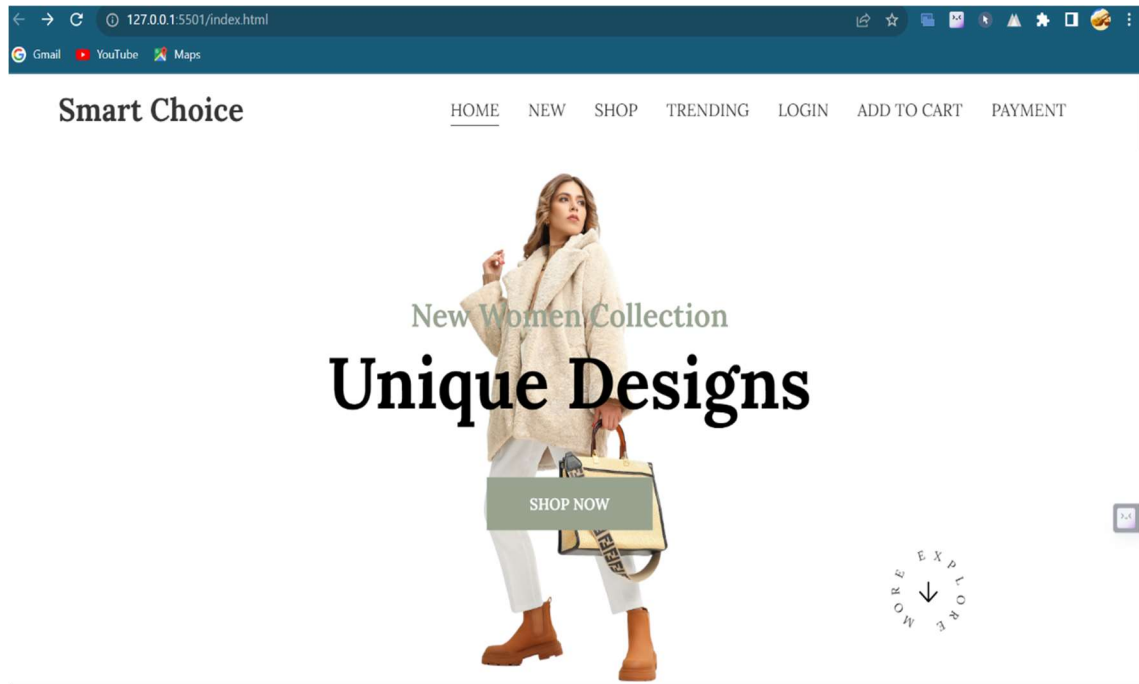 127.0.0.1:5501/index.html
Gmail YouTube Maps
Smart Choice HOME NEW SHOP TRENDING LOGIN ADD TO CART PAYMENT
New Women Collection
Unique Designs
SHOP NOW
EXPLORE MORE